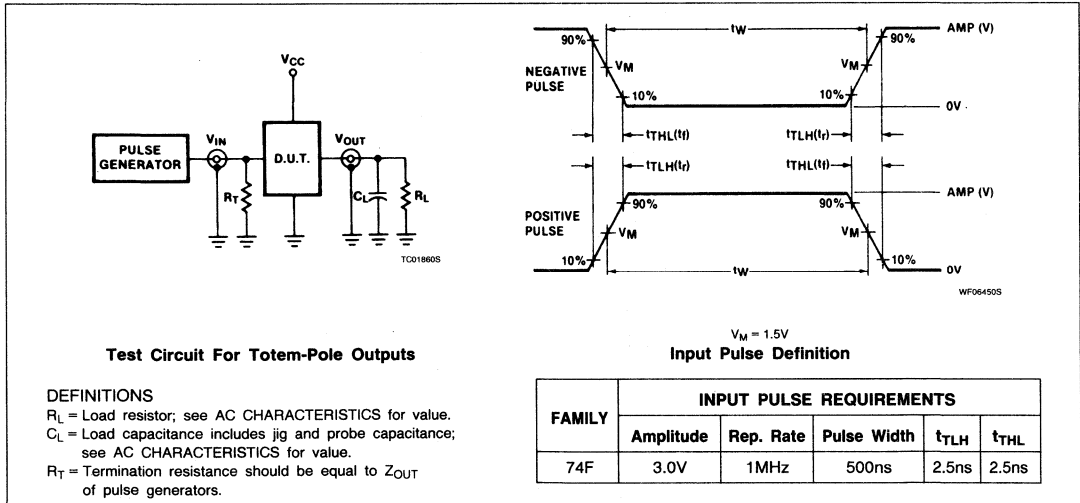 VCC
PULSE
GENERATOR
VIN
RT
D.U.T.
VOUT
CL
RL
TC01860S
Test Circuit For Totem-Pole Outputs
DEFINITIONS
RL = Load resistor; see AC CHARACTERISTICS for value.
CL = Load capacitance includes jig and probe capacitance;
see AC CHARACTERISTICS for value.
RT = Termination resistance should be equal to ZOUT
of pulse generators.
tW
AMP (V)
90%
90%
NEGATIVE
PULSE
VM
VM
10%
10%
0V
tTHL(tf)
tTLH(tr)
tTLH(tr)
tTHL(tf)
AMP (V)
90%
90%
POSITIVE
PULSE
VM
VM
10%
10%
tW
0V
WF06450S
VM = 1.5V
Input Pulse Definition
FAMILY
INPUT PULSE REQUIREMENTS
Amplitude Rep. Rate Pulse Width tTLH tTHL
74F 3.0V 1MHz 500ns 2.5ns 2.5ns